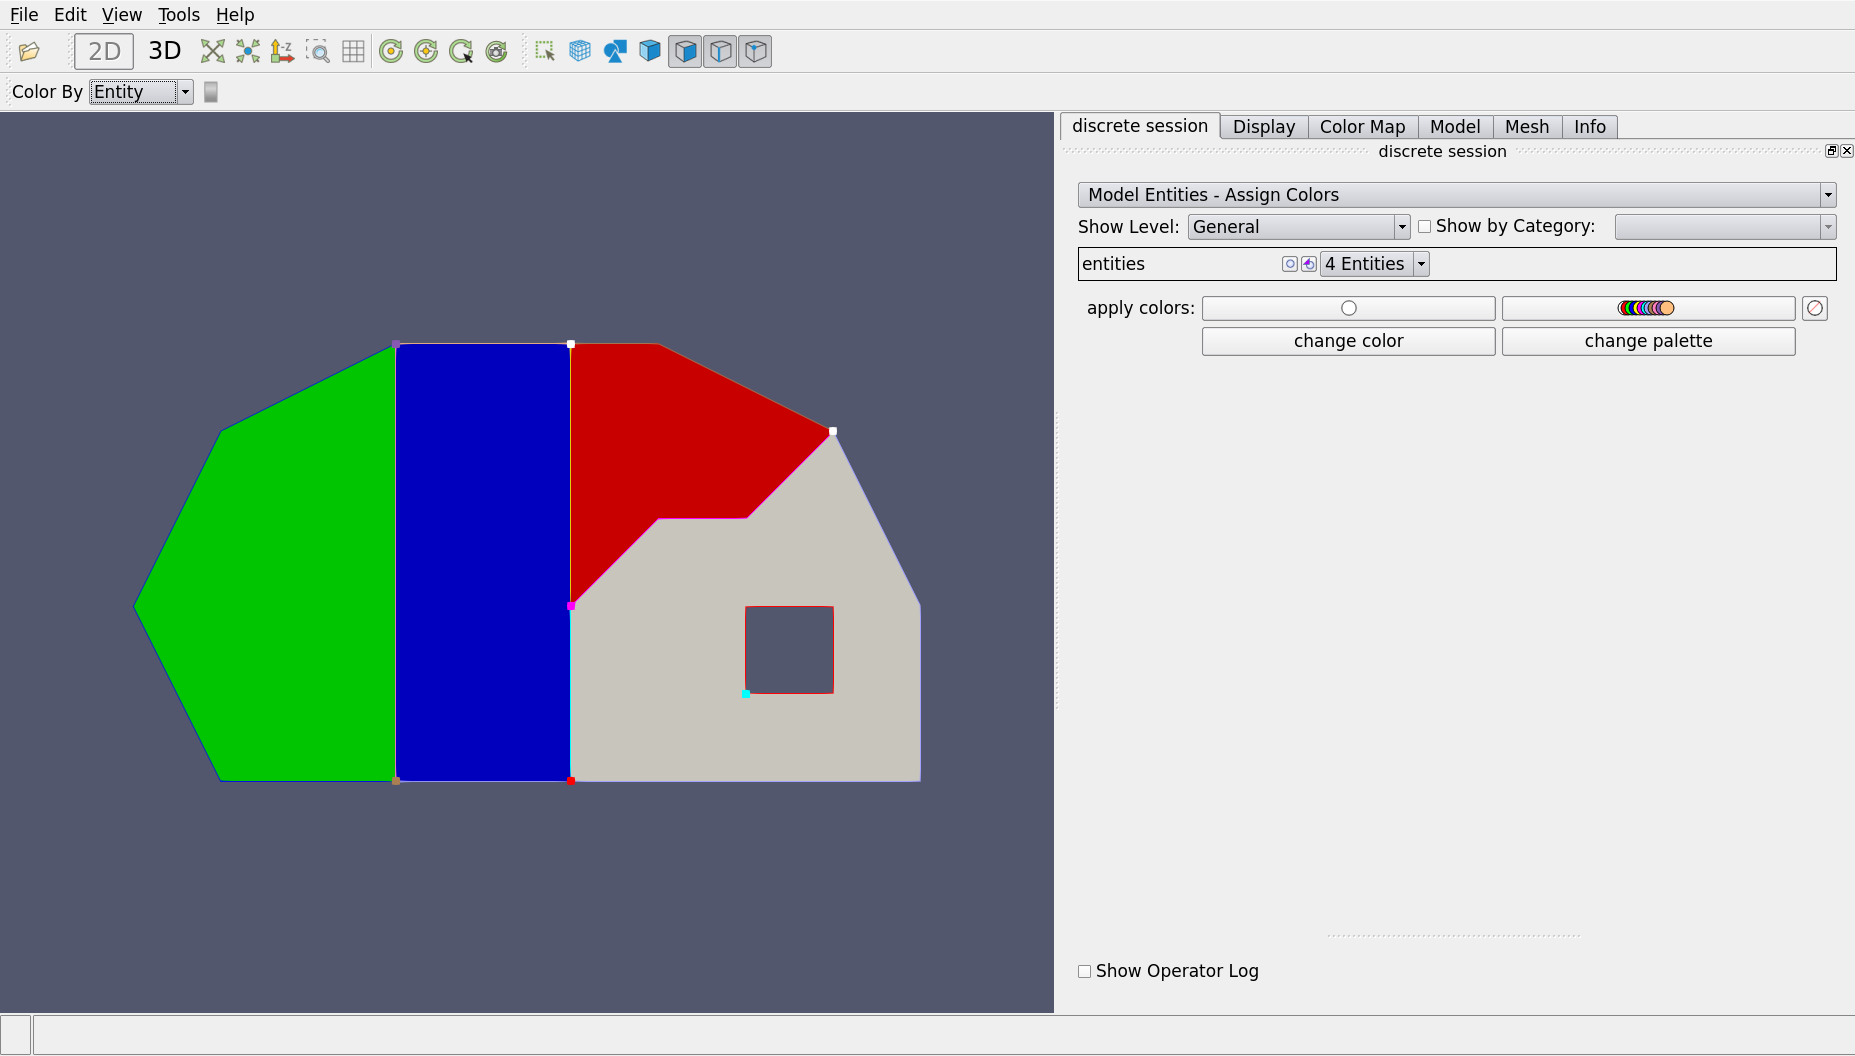 File Edit View Tools Help
2D 3D -Z
Color By Entity
discrete session Display Color Map Model Mesh Info
discrete session
Model Entities - Assign Colors
Show Level: General Show by Category:
entities 4 Entities
apply colors:
change color change palette
Show Operator Log